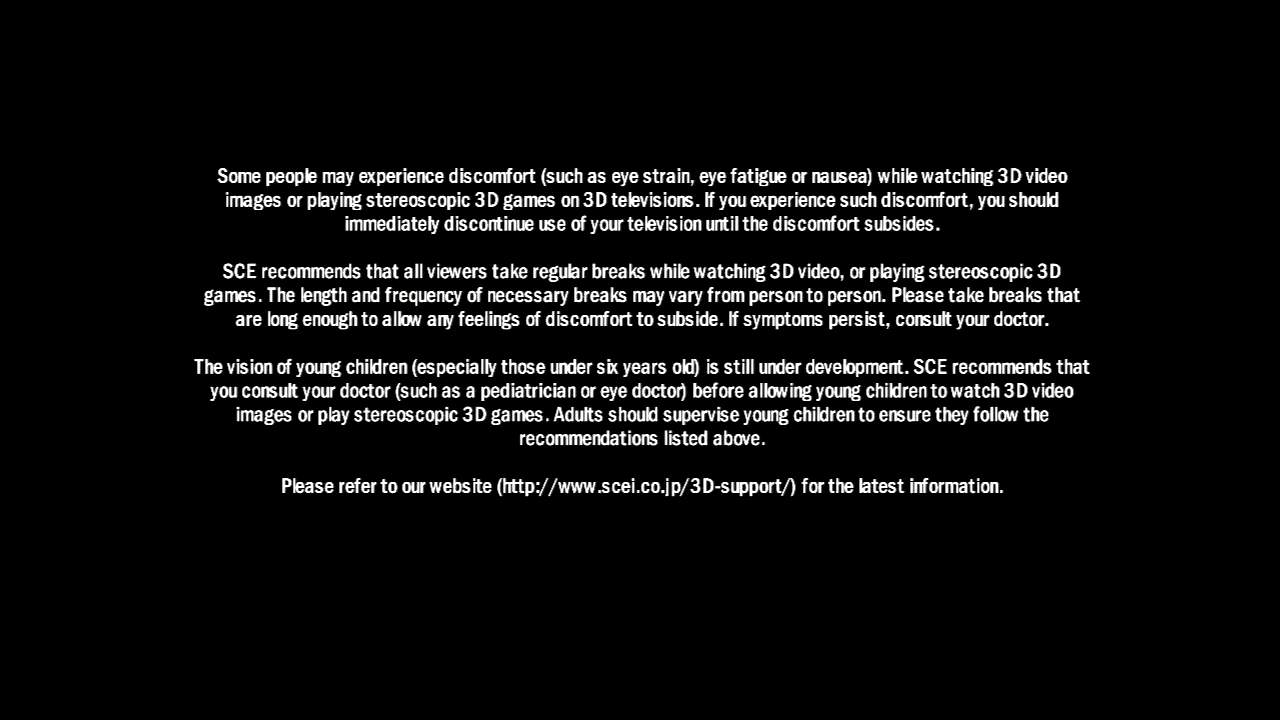 Some people may experience discomfort (such as eye strain, eye fatigue or nausea) while watching 3D video
images or playing stereoscopic 3D games on 3D televisions. If you experience such discomfort, you should
immediately discontinue use of your television until the discomfort subsides.
SCE recommends that all viewers take regular breaks while watching 3D video, or playing stereoscopic 3D
games. The length and frequency of necessary breaks may vary from person to person. Please take breaks that
are long enough to allow any feelings of discomfort to subside. If symptoms persist, consult your doctor.
The vision of young children (especially those under six years old) is still under development. SCE recommends that
you consult your doctor (such as a pediatrician or eye doctor) before allowing young children to watch 3D video
images or play stereoscopic 3D games. Adults should supervise young children to ensure they follow the
recommendations listed above.
Please refer to our website (http://www.scei.co.jp/3D-support/) for the latest information.